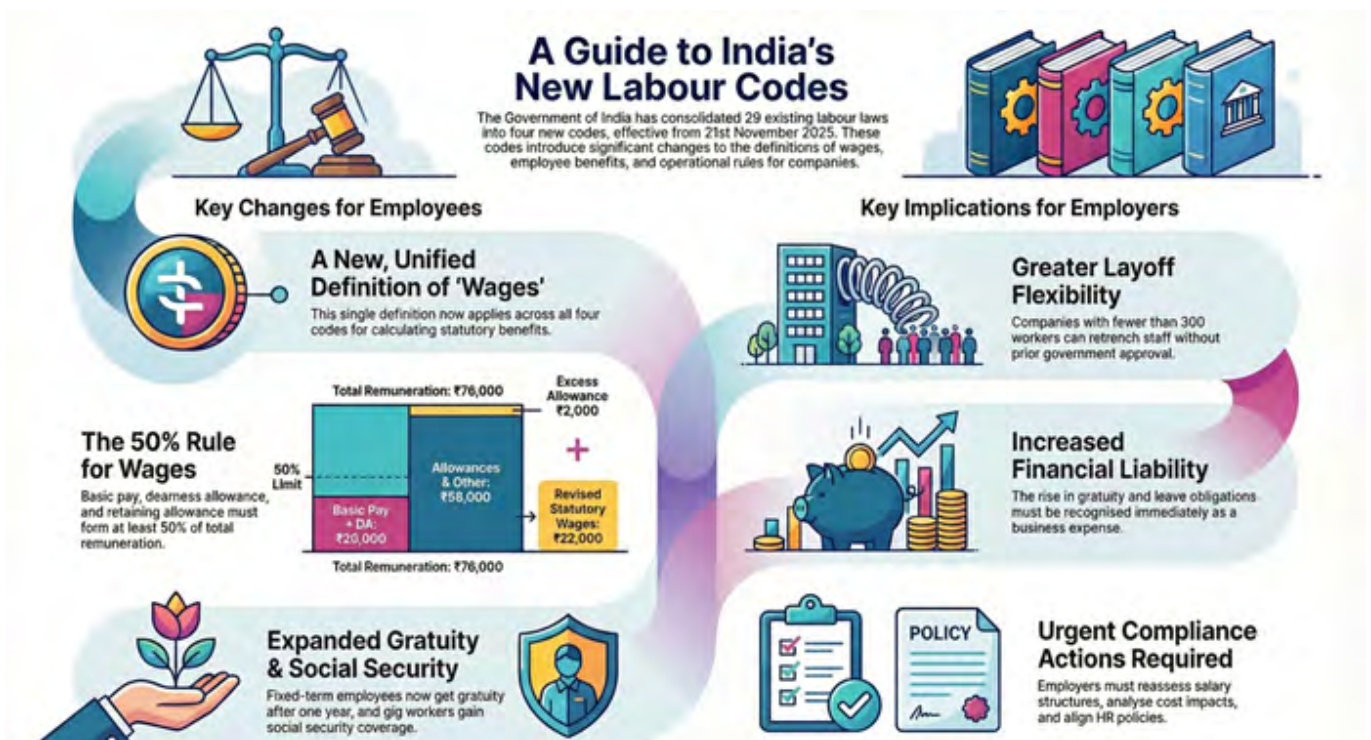 A Guide to India's
New Labour Codes
The Government of India has consolidated 29 existing labour laws
into four new codes, effective from 21st November 2025. These
codes introduce significant changes to the definitions of wages,
employee benefits, and operational rules for companies.
Key Changes for Employees
A New, Unified
Definition of 'Wages'
This single definition now applies across all four
codes for calculating statutory benefits.
The 50% Rule
for Wages
Basic pay, dearness allowance,
and retaining allowance must
form at least 50% of total
remuneration.
Total Remuneration: ₹76,000
50%
Limit
Basic Pay
+ DA:
₹20,000
Allowances
& Other:
₹58,000
Excess
Allowance
₹2,000
+
Revised
Statutory
Wages:
₹22,000
Total Remuneration: ₹76,000
Expanded Gratuity
& Social Security
Fixed-term employees now get gratuity
after one year, and gig workers gain
social security coverage.
Key Implications for Employers
Greater Layoff
Flexibility
Companies with fewer than 300
workers can retrench staff without
prior government approval.
Increased
Financial Liability
The rise in gratuity and leave obligations
must be recognised immediately as a
business expense.
POLICY
Urgent Compliance
Actions Required
Employers must reassess salary
structures, analyse cost impacts,
and align HR policies.